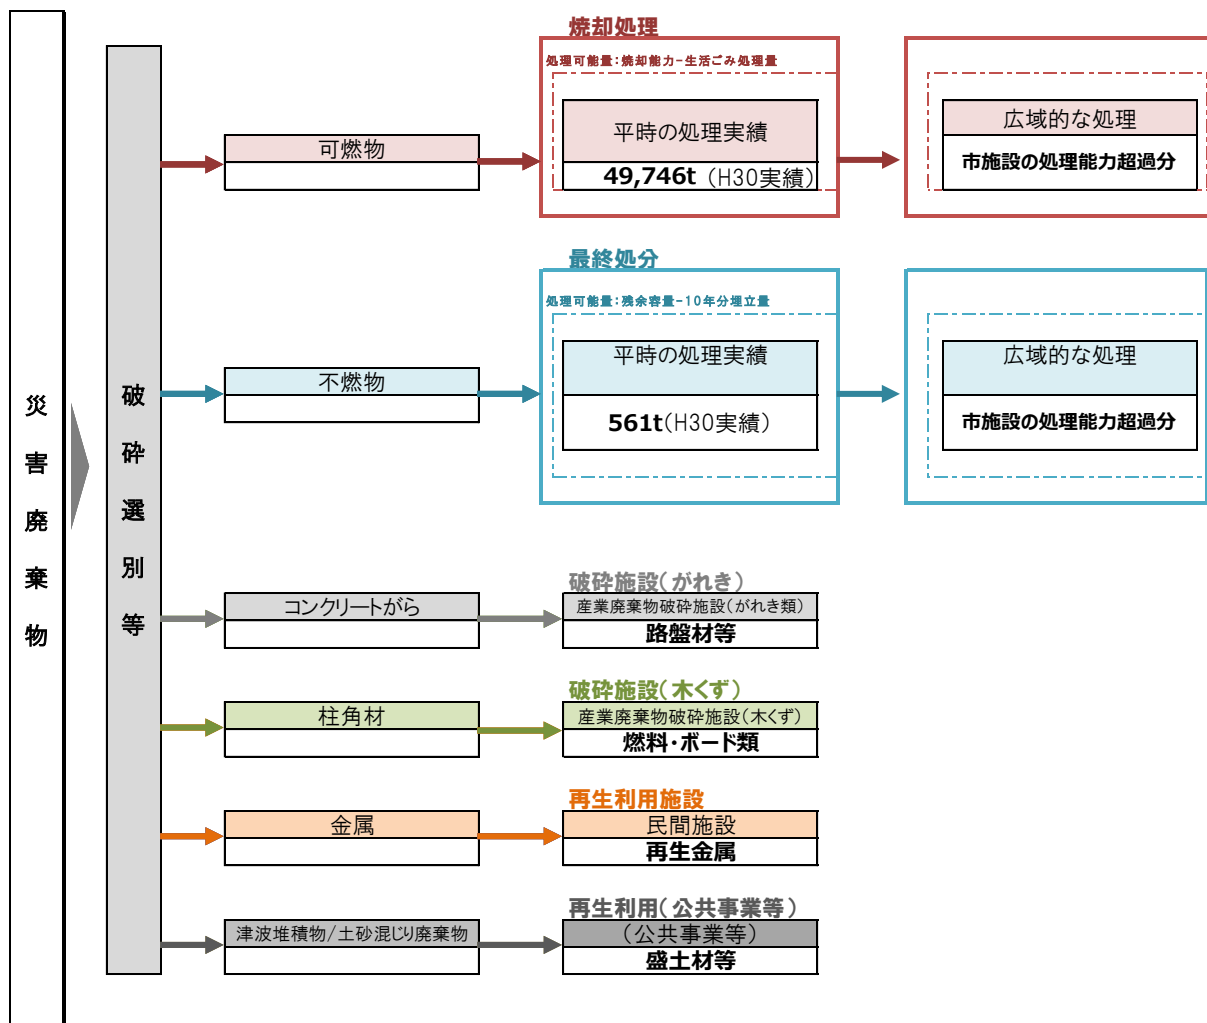 災害廃棄物
破砕選別等
焼却処理
処理可能量：焼却能力-生活ごみ処理量
可燃物
平時の処理実績
49,746t（H30実績）
広域的な処理
市施設の処理能力超過分
最終処分
処理可能量：残余容量-10年分埋立量
不燃物
平時の処理実績
561t(H30実績）
広域的な処理
市施設の処理能力超過分
破砕施設（がれき）
コンクリートがら
産業廃棄物破砕施設（がれき類）
路盤材等
破砕施設（木くず）
柱角材
産業廃棄物破砕施設（木くず）
燃料・ボード類
再生利用施設
金属
民間施設
再生金属
再生利用（公共事業等）
津波堆積物/土砂混じり廃棄物
（公共事業等）
盛土材等